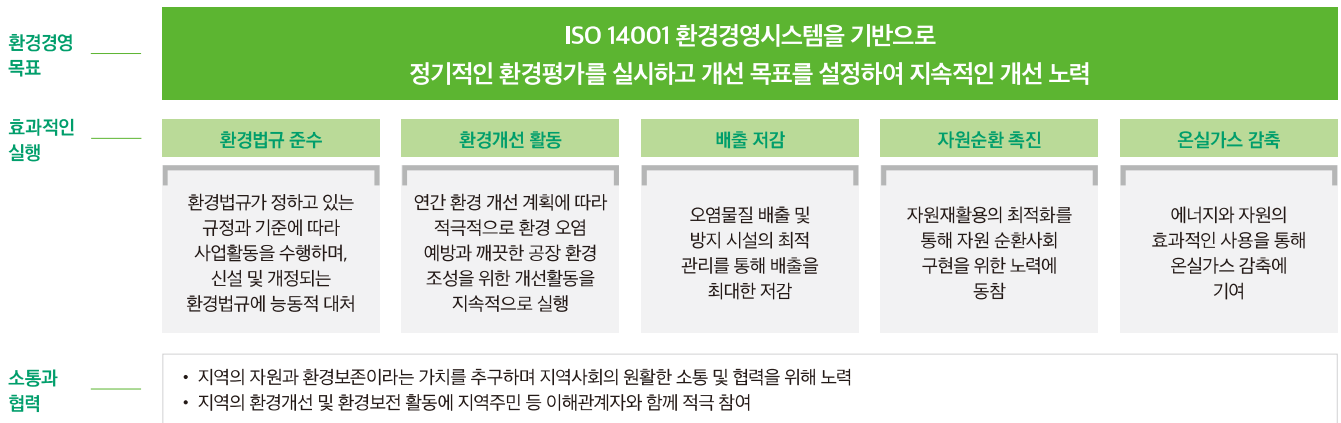 환경경영
목표
ISO 14001 환경경영시스템을 기반으로
정기적인 환경평가를 실시하고 개선 목표를 설정하여 지속적인 개선 노력
효과적인
실행
환경법규 준수
환경법규가 정하고 있는
규정과 기준에 따라
사업활동을 수행하며,
신설 및 개정되는
환경법규에 능동적 대처
환경개선 활동
연간 환경 개선 계획에 따라
적극적으로 환경 오염
예방과 깨끗한 공장 환경
조성을 위한 개선활동을
지속적으로 실행
배출 저감
오염물질 배출 및
방지 시설의 최적
관리를 통해 배출을
최대한 저감
자원순환 촉진
자원재활용의 최적화를
통해 자원 순환사회
구현을 위한 노력에
동참
온실가스 감축
에너지와 자원의
효과적인 사용을 통해
온실가스 감축에
기여
소통과
협력
• 지역의 자원과 환경보존이라는 가치를 추구하며 지역사회의 원활한 소통 및 협력을 위해 노력
• 지역의 환경개선 및 환경보전 활동에 지역주민 등 이해관계자와 함께 적극 참여